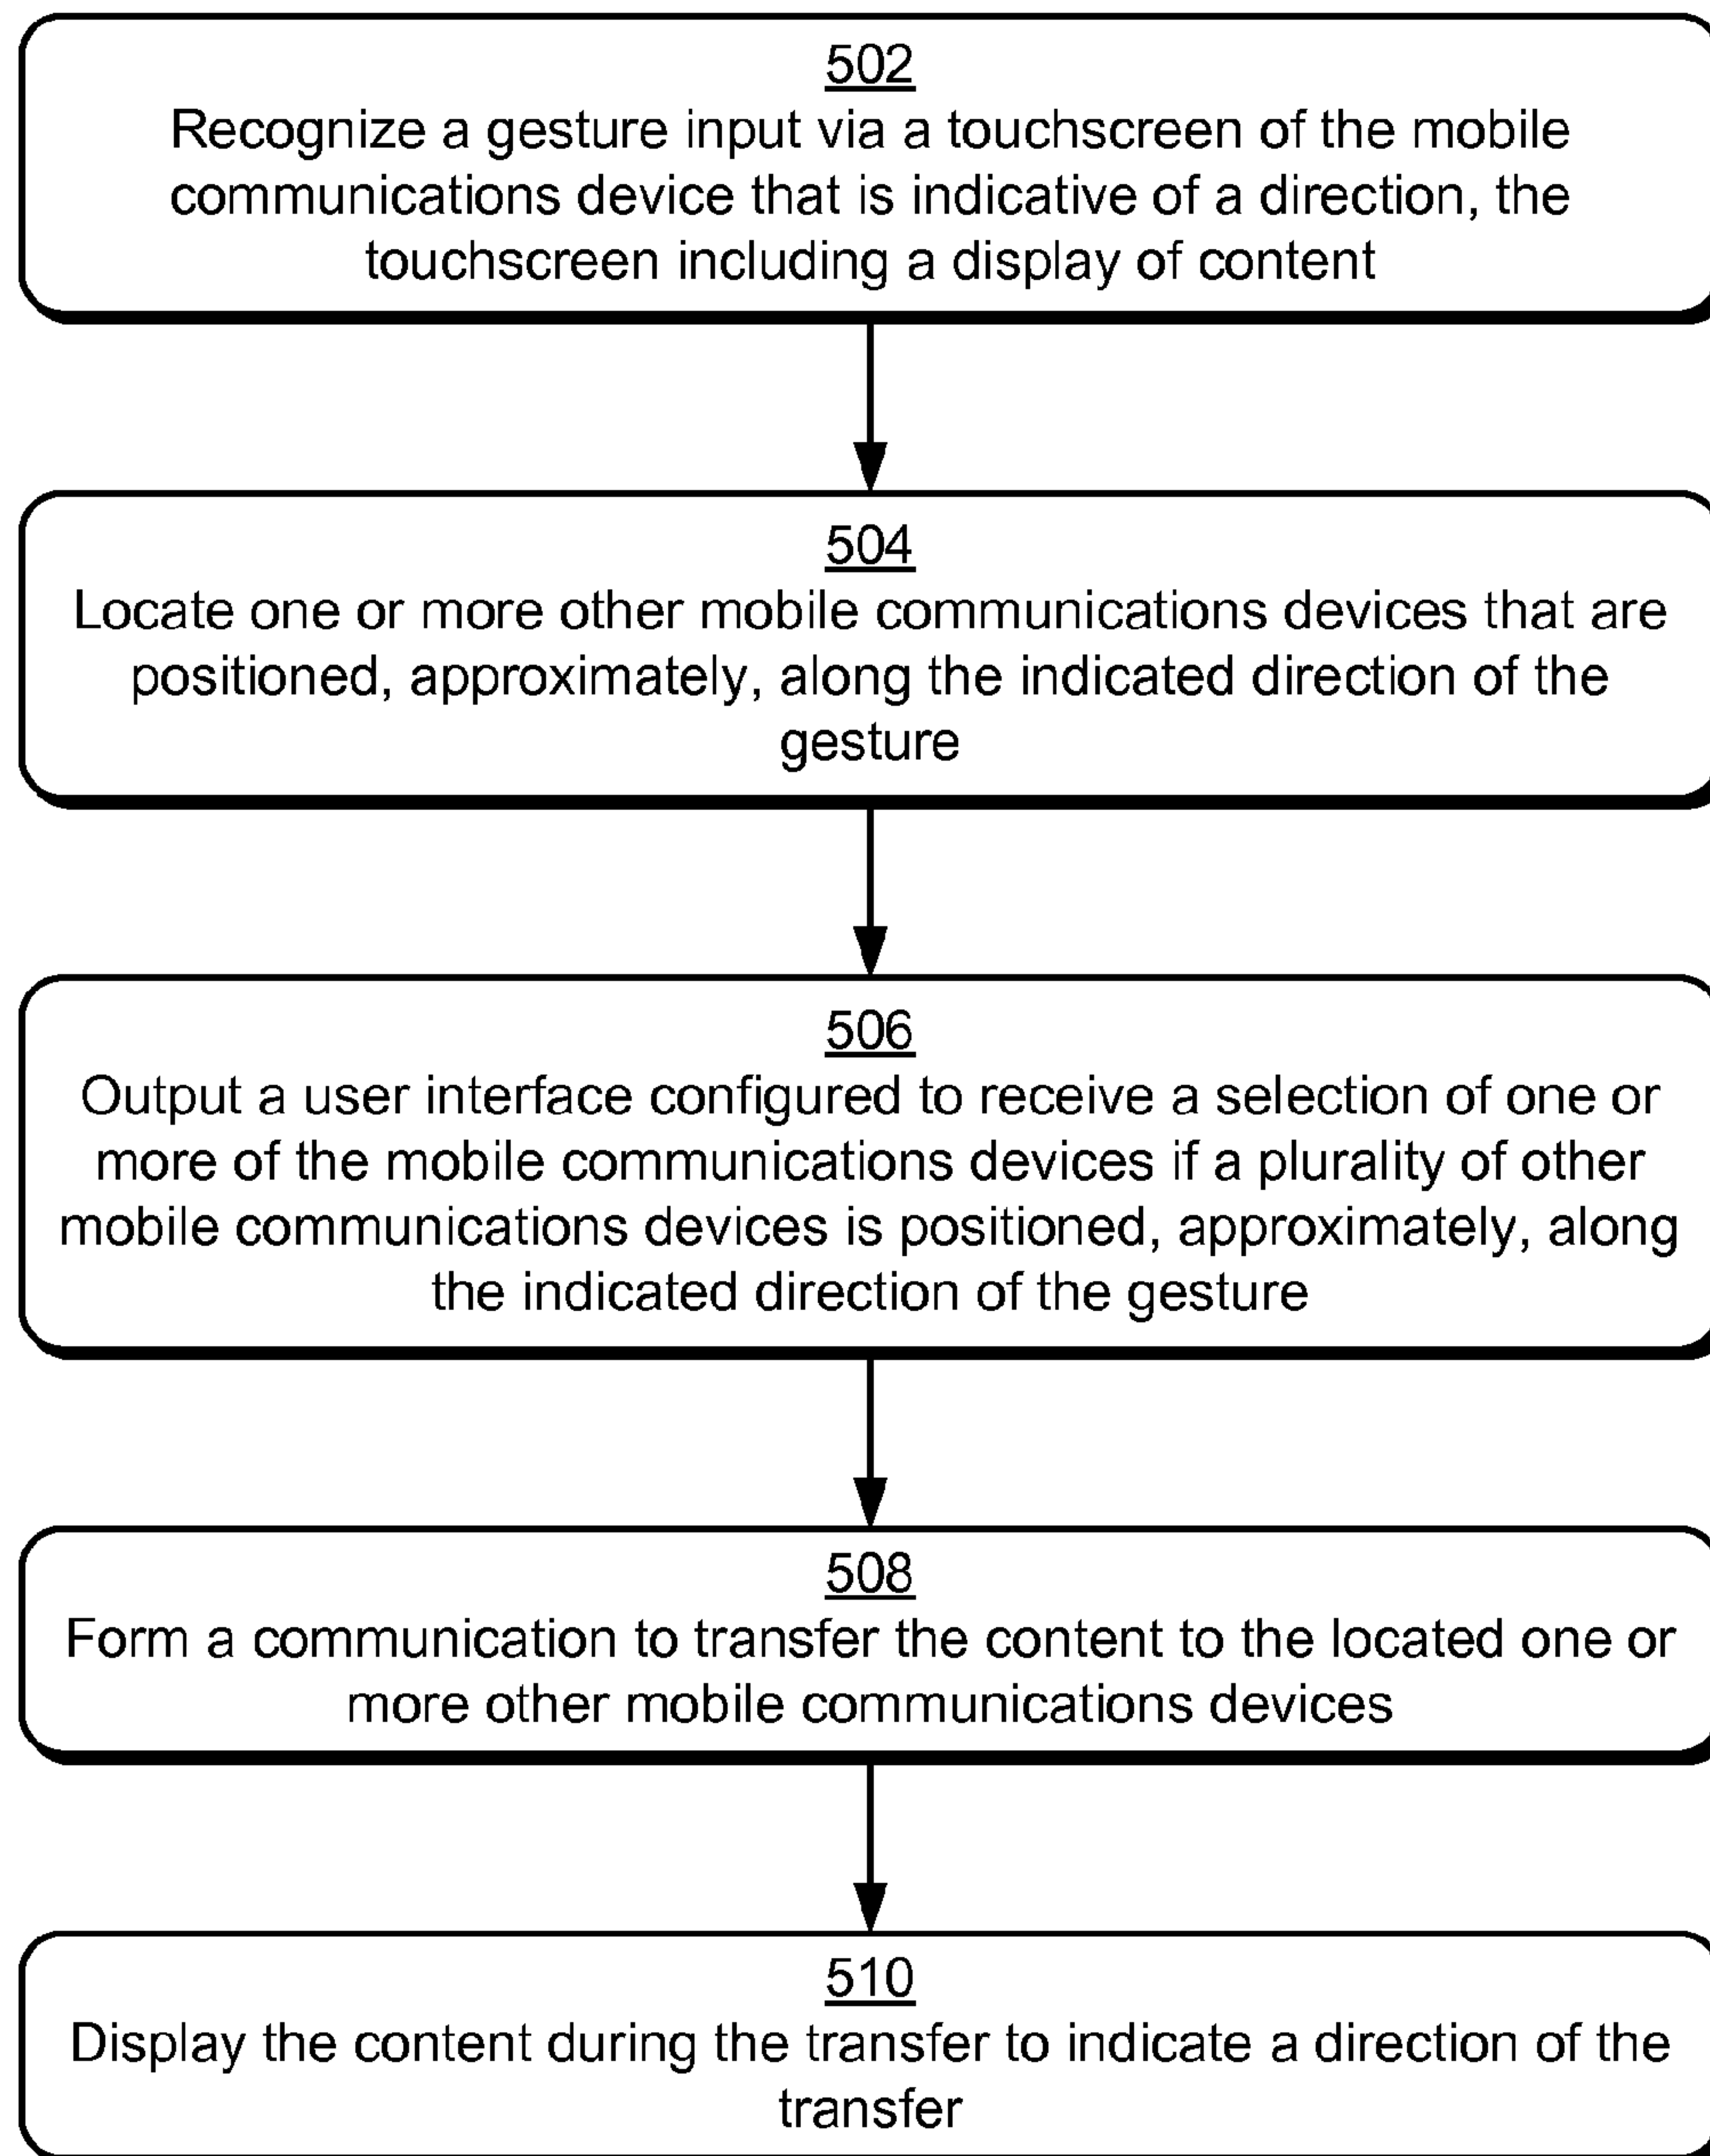 502
Recognize a gesture input via a touchscreen of the mobile
communications device that is indicative of a direction, the
touchscreen including a display of content
504
Locate one or more other mobile communications devices that are
positioned, approximately, along the indicated direction of the
gesture
506
Output a user interface configured to receive a selection of one or
more of the mobile communications devices if a plurality of other
mobile communications devices is positioned, approximately, along
the indicated direction of the gesture
508
Form a communication to transfer the content to the located one or
more other mobile communications devices
510
Display the content during the transfer to indicate a direction of the
transfer